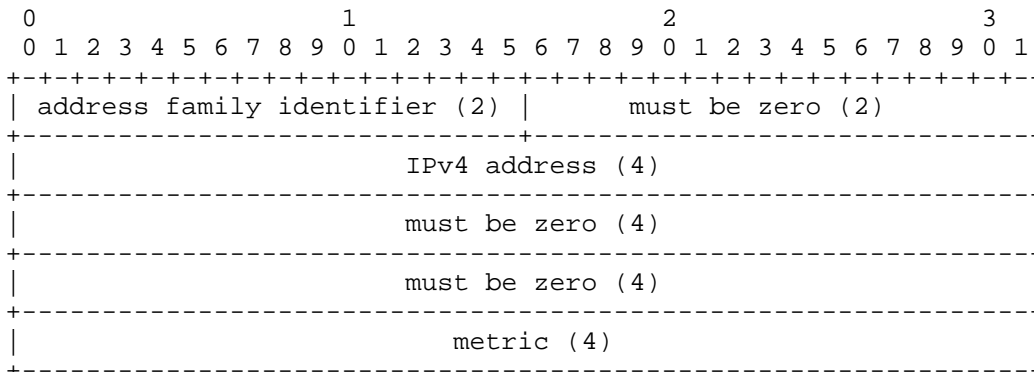 0                   1                   2                   3
 0 1 2 3 4 5 6 7 8 9 0 1 2 3 4 5 6 7 8 9 0 1 2 3 4 5 6 7 8 9 0 1
+-+-+-+-+-+-+-+-+-+-+-+-+-+-+-+-+-+-+-+-+-+-+-+-+-+-+-+-+-+-+-+-
| address family identifier (2) |      must be zero (2)
+-------------------------------+--------------------------------
|                        IPv4 address (4)
+----------------------------------------------------------------
|                        must be zero (4)
+----------------------------------------------------------------
|                        must be zero (4)
+----------------------------------------------------------------
|                           metric (4)
+----------------------------------------------------------------